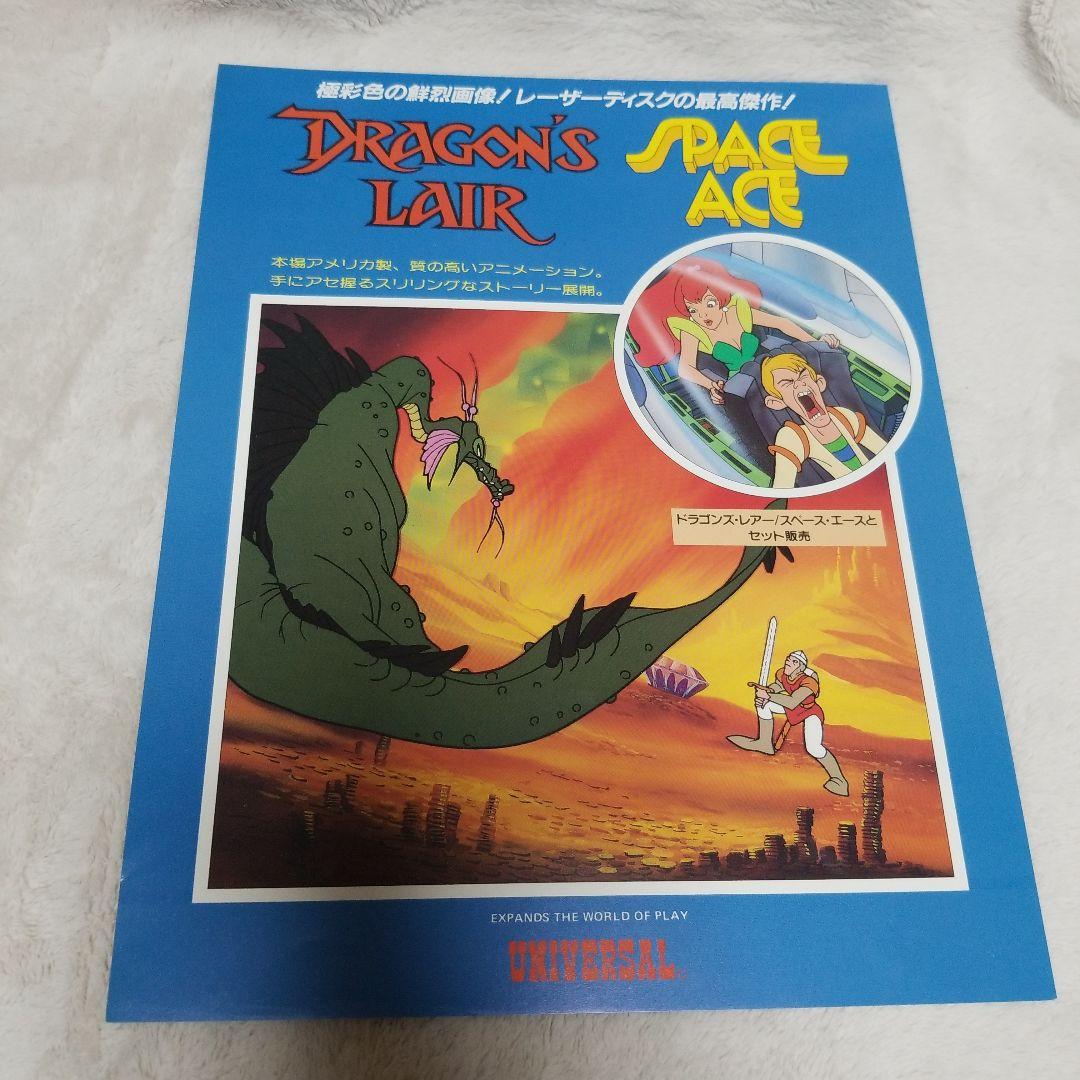 極彩色の鮮烈画像!レーザーディスクの最高傑作!
DRAGON'S
LAIR
SPACE
ACE
本場アメリカ製、質の高いアニメーション。
手にアセ握るスリリングなストーリー展開。
ドラゴンズ・レアー/スペース・エースと
セット販売
EXPANDS THE WORLD OF PLAY
UNIVERSAL